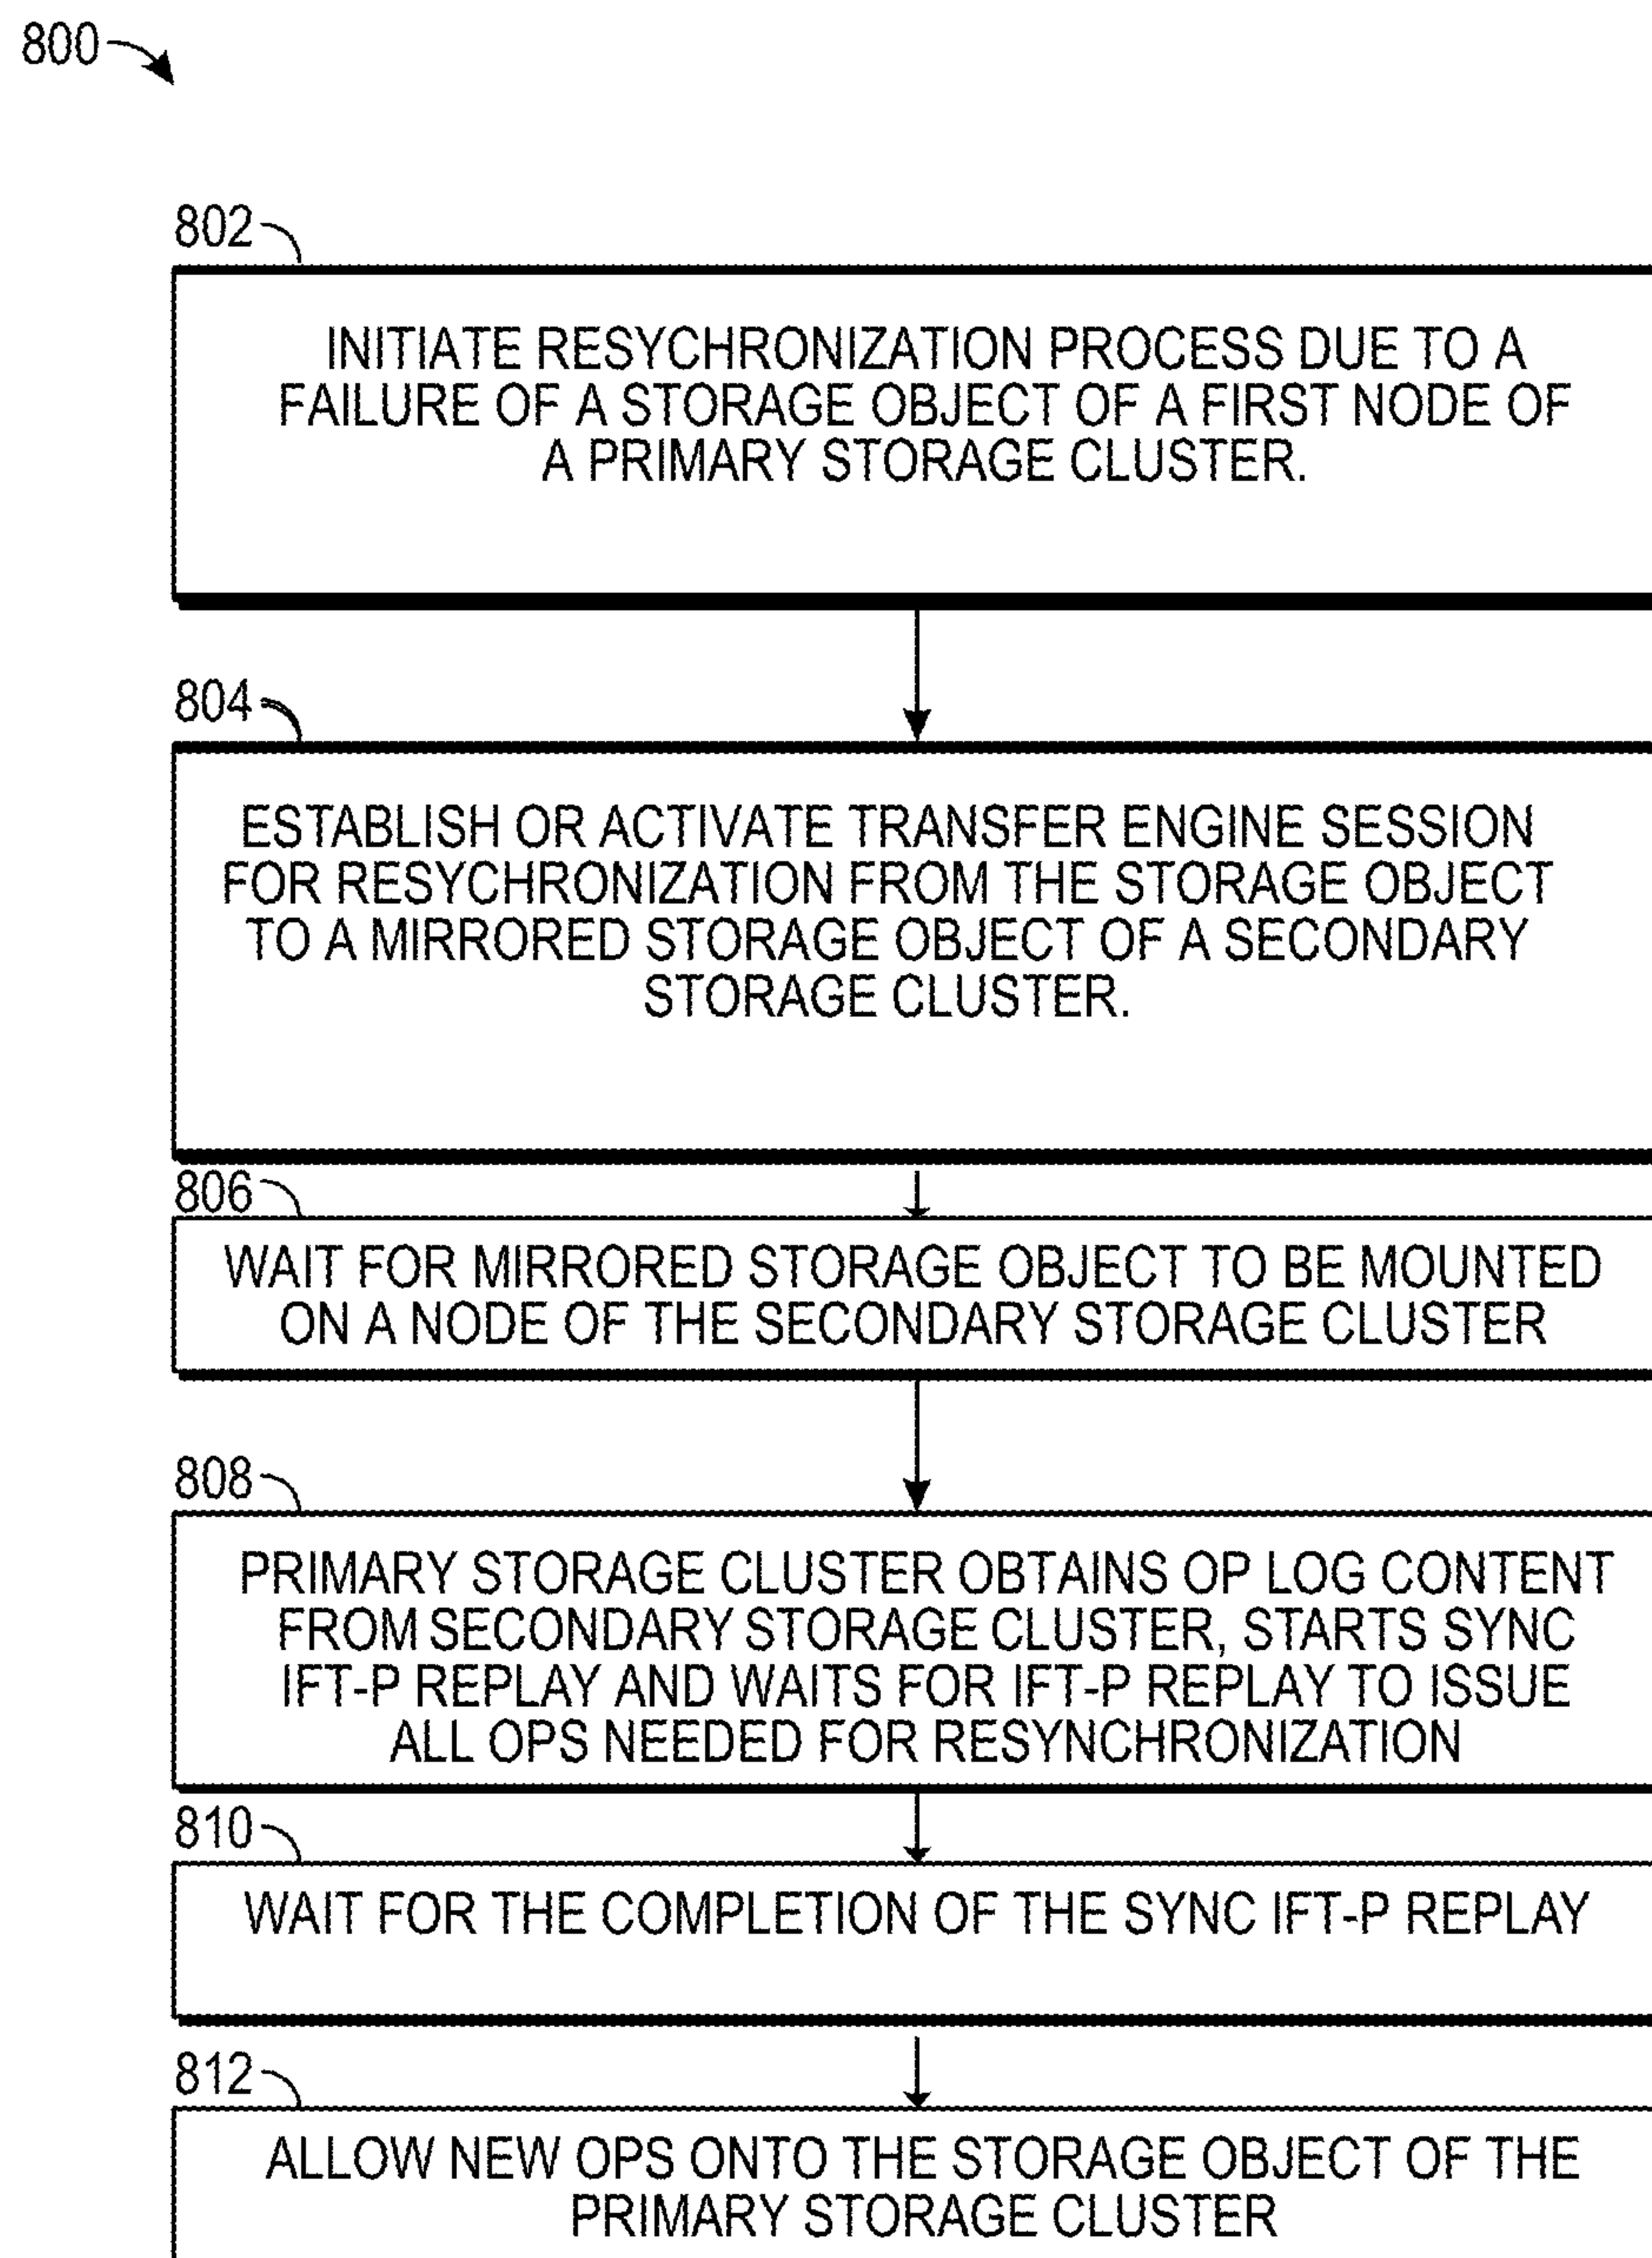 800
802
INITIATE RESYCHRONIZATION PROCESS DUE TO A
FAILURE OF A STORAGE OBJECT OF A FIRST NODE OF
A PRIMARY STORAGE CLUSTER.
804
ESTABLISH OR ACTIVATE TRANSFER ENGINE SESSION
FOR RESYCHRONIZATION FROM THE STORAGE OBJECT
TO A MIRRORED STORAGE OBJECT OF A SECONDARY
STORAGE CLUSTER.
806
WAIT FOR MIRRORED STORAGE OBJECT TO BE MOUNTED
ON A NODE OF THE SECONDARY STORAGE CLUSTER
808
PRIMARY STORAGE CLUSTER OBTAINS OP LOG CONTENT
FROM SECONDARY STORAGE CLUSTER, STARTS SYNC
IFT-P REPLAY AND WAITS FOR IFT-P REPLAY TO ISSUE
ALL OPS NEEDED FOR RESYNCHRONIZATION
810
WAIT FOR THE COMPLETION OF THE SYNC IFT-P REPLAY
812
ALLOW NEW OPS ONTO THE STORAGE OBJECT OF THE
PRIMARY STORAGE CLUSTER